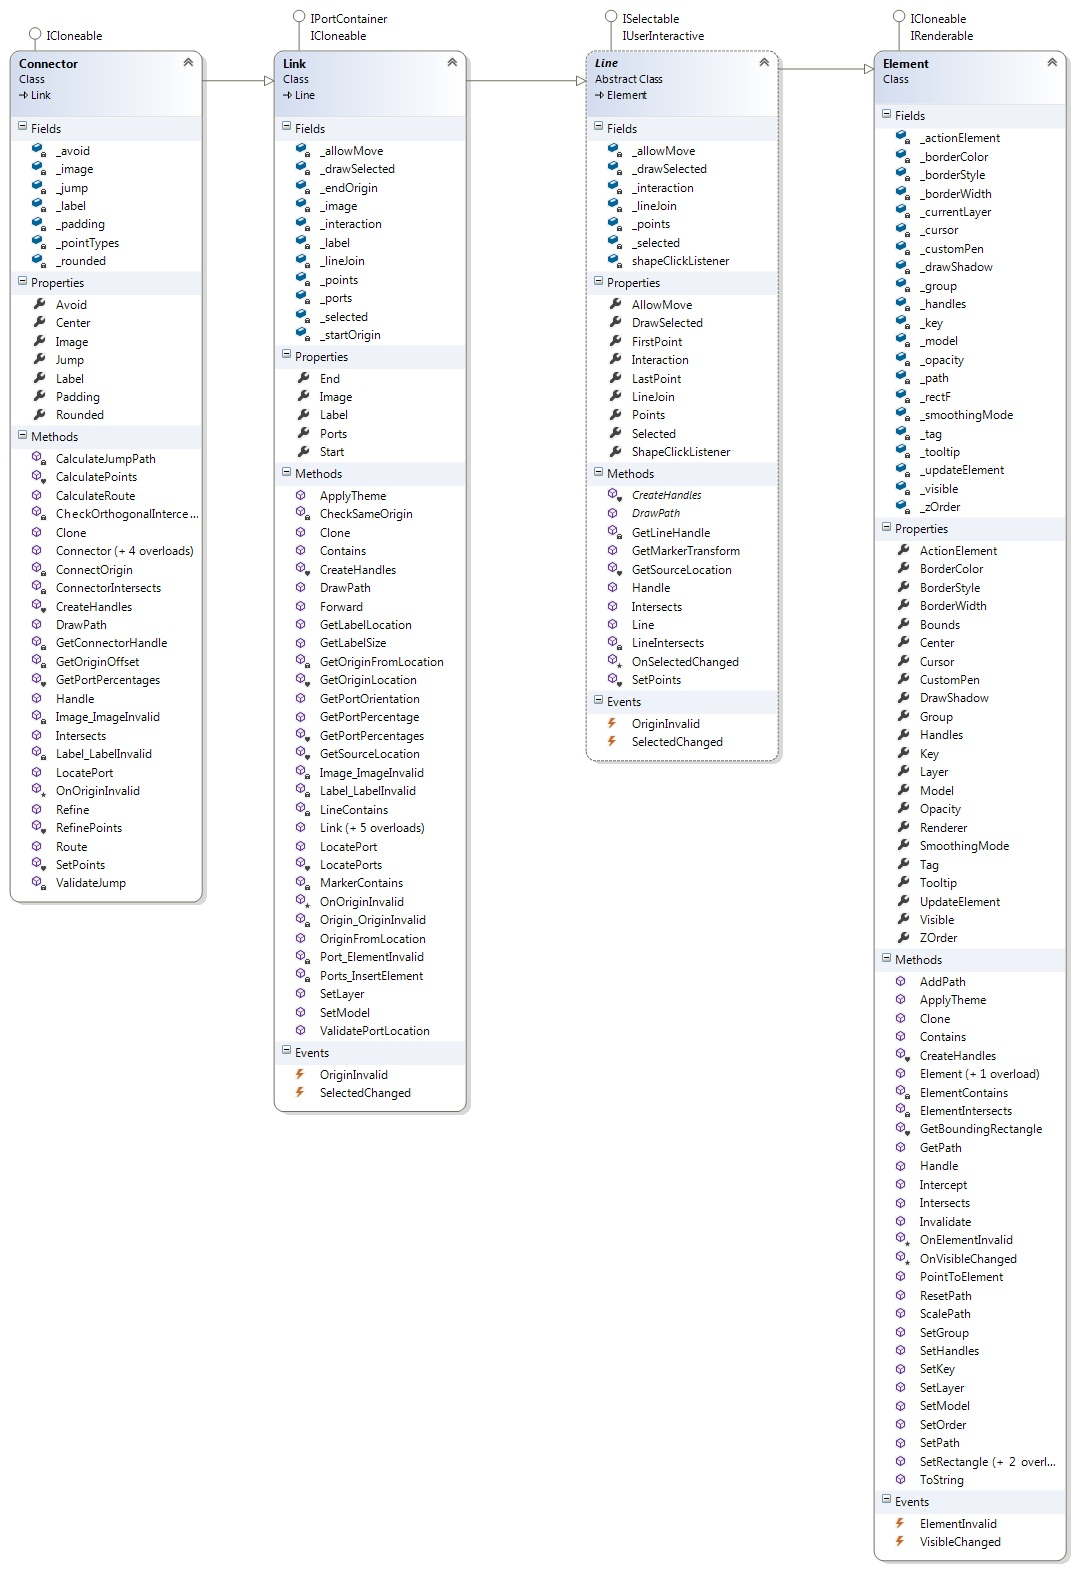 ICloneable
Connector
Class
Link
Fields
_avoid
_image
_jump
_label
_padding
_pointTypes
_rounded
Properties
Avoid
Center
Image
Jump
Label
Padding
Rounded
Methods
CalculateJumpPath
CalculatePoints
CalculateRoute
CheckOrthogonalInterce...
Clone
Connector (+ 4 overloads)
ConnectOrigin
ConnectorIntersects
CreateHandles
DrawPath
GetConnectorHandle
GetOriginOffset
GetPortPercentages
Handle
Image_ImageInvalid
Intersects
Label_LabelInvalid
LocatePort
OnOriginInvalid
Refine
RefinePoints
Route
SetPoints
ValidateJump
IPortContainer
ICloneable
Link
Class
Line
Fields
_allowMove
_drawSelected
_endOrigin
_image
_interaction
_label
_lineJoin
_points
_ports
_selected
_startOrigin
Properties
End
Image
Label
Ports
Start
Methods
ApplyTheme
CheckSameOrigin
Clone
Contains
CreateHandles
DrawPath
Forward
GetLabelLocation
GetLabelSize
GetOriginFromLocation
GetOriginLocation
GetPortOrientation
GetPortPercentage
GetPortPercentages
GetSourceLocation
Image_ImageInvalid
Label_LabelInvalid
LineContains
Link (+ 5 overloads)
LocatePort
LocatePorts
MarkerContains
OnOriginInvalid
Origin_OriginInvalid
OriginFromLocation
Port_ElementInvalid
Ports_InsertElement
SetLayer
SetModel
ValidatePortLocation
Events
OriginInvalid
SelectedChanged
ISelectable
IUserInteractive
Line
Abstract Class
Element
Fields
_allowMove
_drawSelected
_interaction
_lineJoin
_points
_selected
shapeClickListener
Properties
AllowMove
DrawSelected
FirstPoint
Interaction
LastPoint
LineJoin
Points
Selected
ShapeClickListener
Methods
CreateHandles
DrawPath
GetLineHandle
GetMarkerTransform
GetSourceLocation
Handle
Intersects
Line
LineIntersects
OnSelectedChanged
SetPoints
Events
OriginInvalid
SelectedChanged
ICloneable
IRenderable
Element
Class
Fields
_actionElement
_borderColor
_borderStyle
_borderWidth
_currentLayer
_cursor
_customPen
_drawShadow
_group
_handles
_key
_model
_opacity
_path
_rectF
_smoothingMode
_tag
_tooltip
_updateElement
_visible
_zOrder
Properties
ActionElement
BorderColor
BorderStyle
BorderWidth
Bounds
Center
Cursor
CustomPen
DrawShadow
Group
Handles
Key
Layer
Model
Opacity
Renderer
SmoothingMode
Tag
Tooltip
UpdateElement
Visible
ZOrder
Methods
AddPath
ApplyTheme
Clone
Contains
CreateHandles
Element (+ 1 overload)
ElementContains
ElementIntersects
GetBoundingRectangle
GetPath
Handle
Intercept
Intersects
Invalidate
OnElementInvalid
OnVisibleChanged
PointToElement
ResetPath
ScalePath
SetGroup
SetHandles
SetKey
SetLayer
SetModel
SetOrder
SetPath
SetRectangle (+ 2 overl...
ToString
Events
ElementInvalid
VisibleChanged